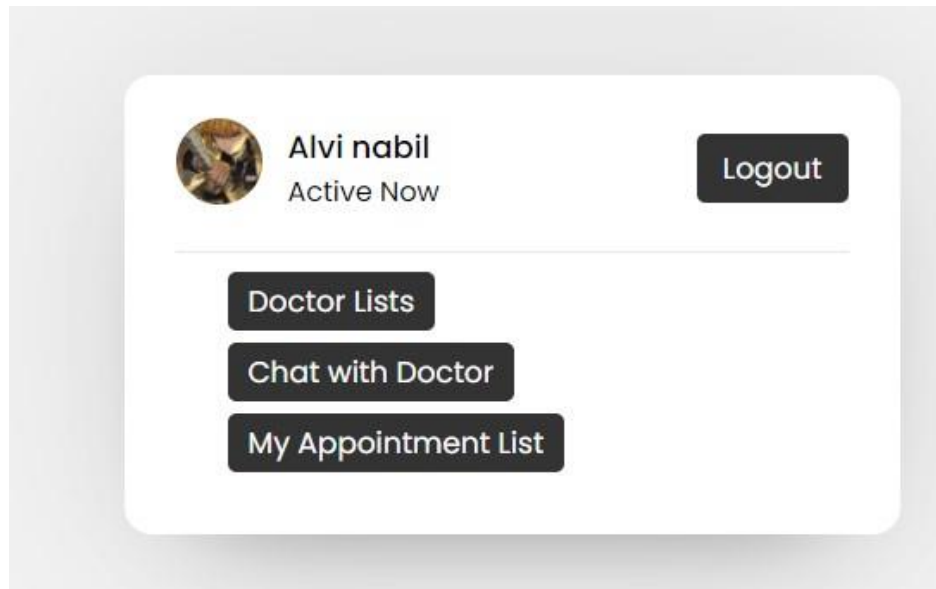 Alvi nabil
Active Now
Logout
Doctor Lists
Chat with Doctor
My Appointment List